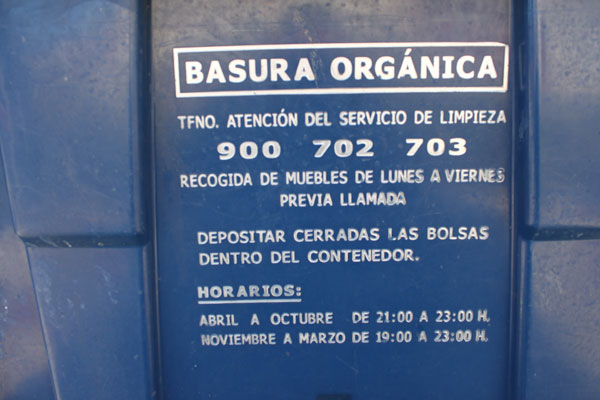 BASURA ORGÁNICA
TFNO. ATENCIÓN DEL SERVICIO DE LIMPIEZA
900 702 703
RECOGIDA DE MUEBLES DE LUNES A VIERNES
PREVIA LLAMADA
DEPOSITAR CERRADAS LAS BOLSAS
DENTRO DEL CONTENEDOR.
HORARIOS:
ABRIL A OCTUBRE DE 21:00 A 23:00 H.
NOVIEMBRE A MARZO DE 19:00 A 23:00 H.